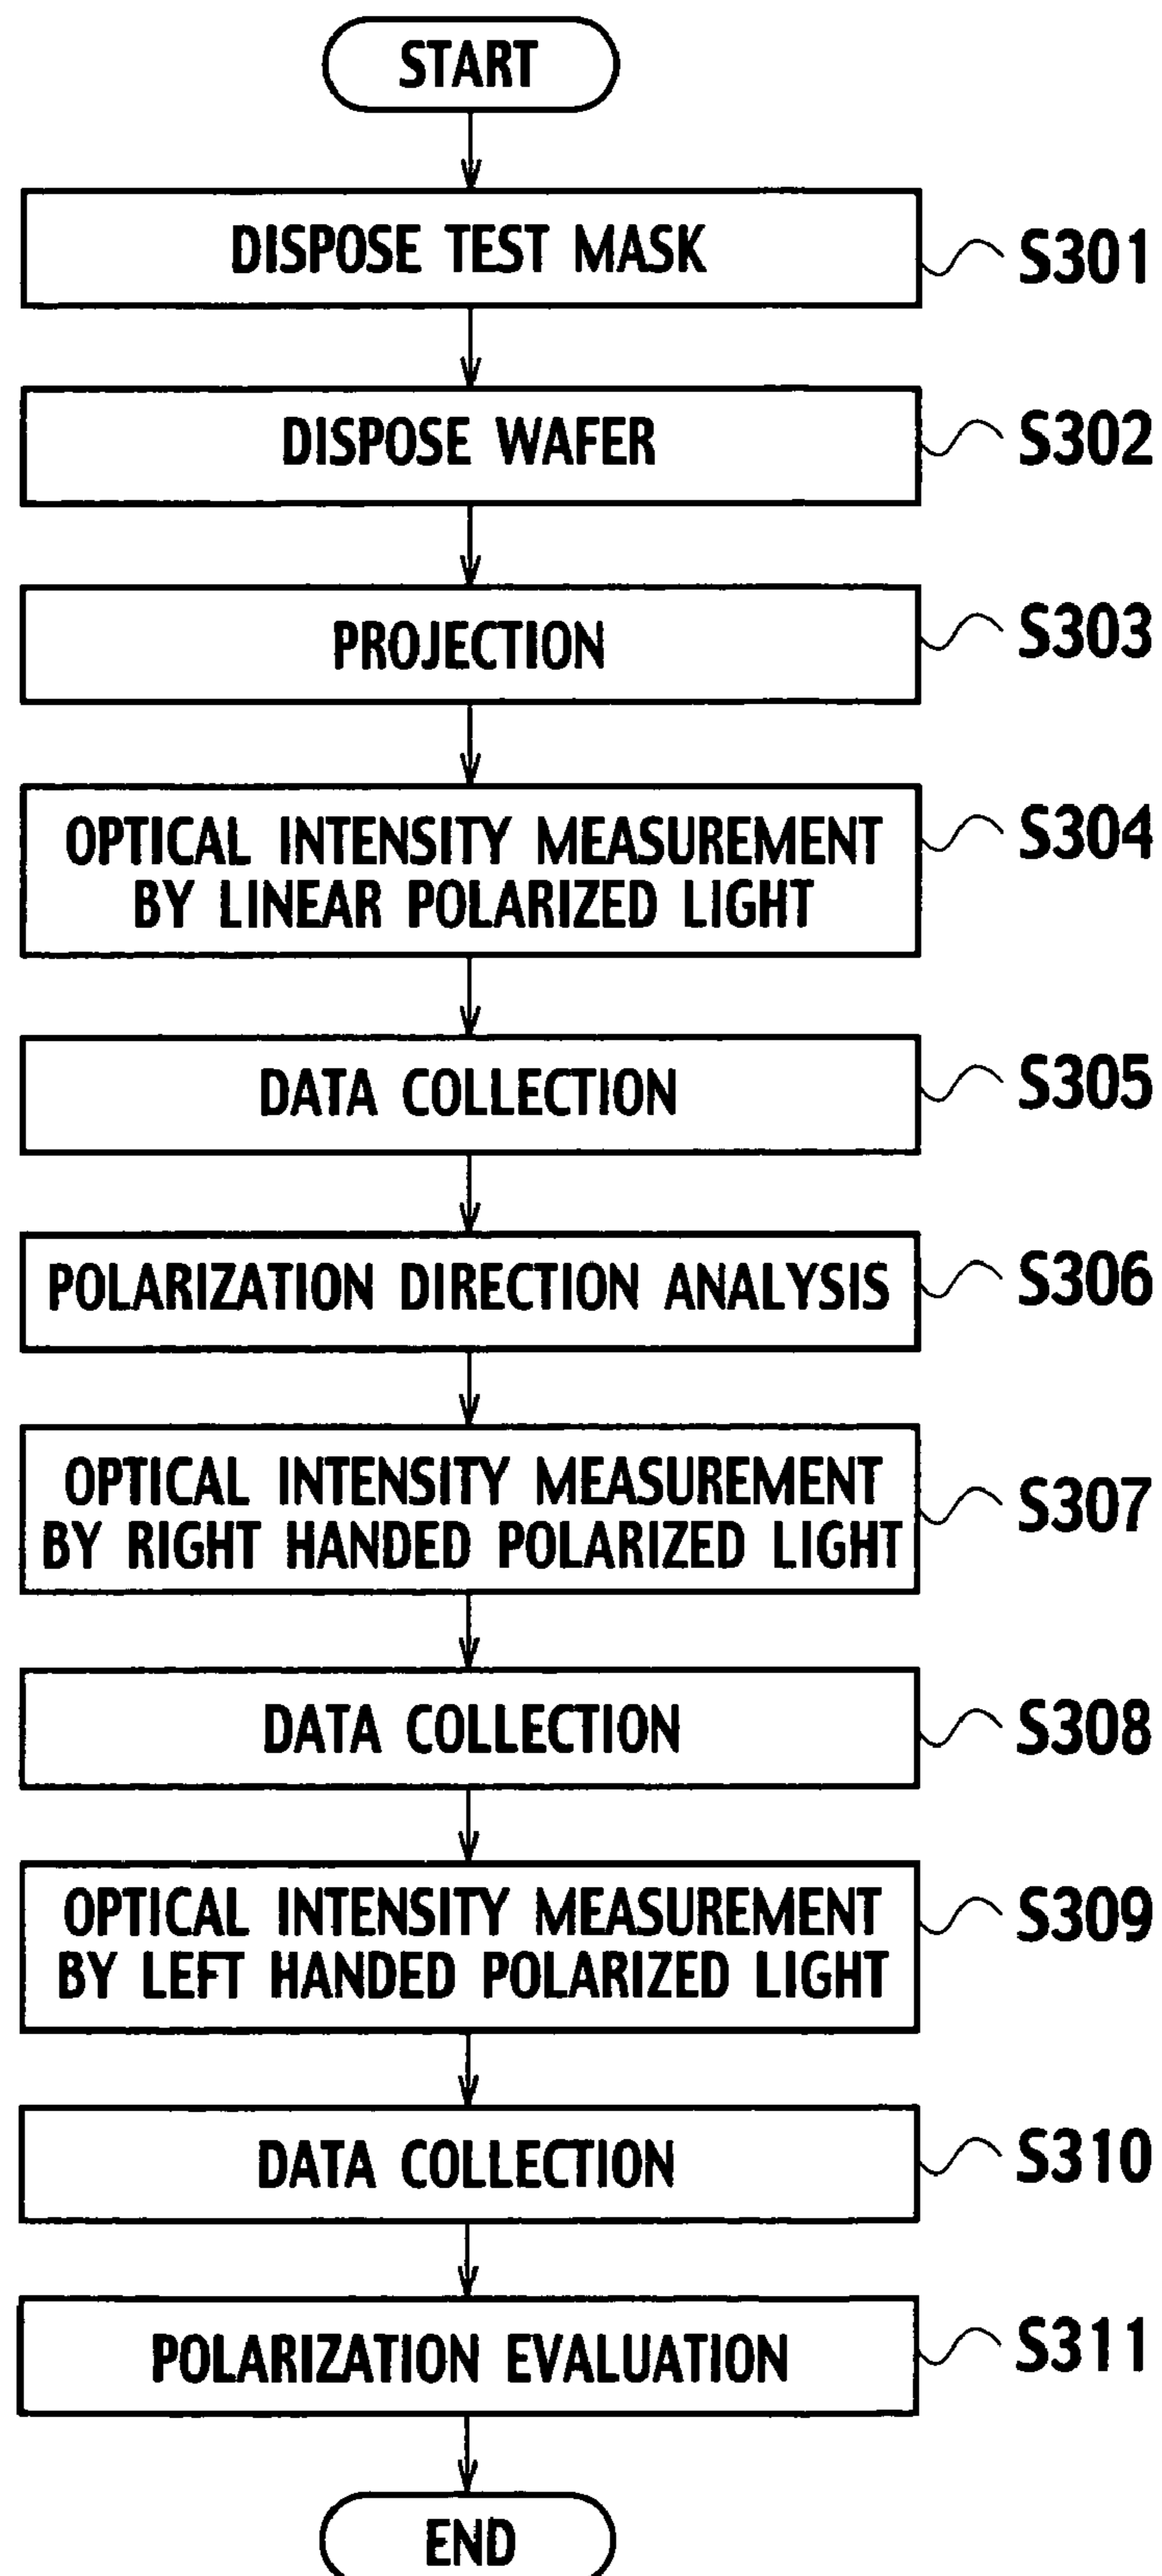 START
DISPOSE TEST MASK
S301
DISPOSE WAFER
S302
PROJECTION
S303
OPTICAL INTENSITY MEASUREMENT
BY LINEAR POLARIZED LIGHT
S304
DATA COLLECTION
S305
POLARIZATION DIRECTION ANALYSIS
S306
OPTICAL INTENSITY MEASUREMENT
BY RIGHT HANDED POLARIZED LIGHT
S307
DATA COLLECTION
S308
OPTICAL INTENSITY MEASUREMENT
BY LEFT HANDED POLARIZED LIGHT
S309
DATA COLLECTION
S310
POLARIZATION EVALUATION
S311
END